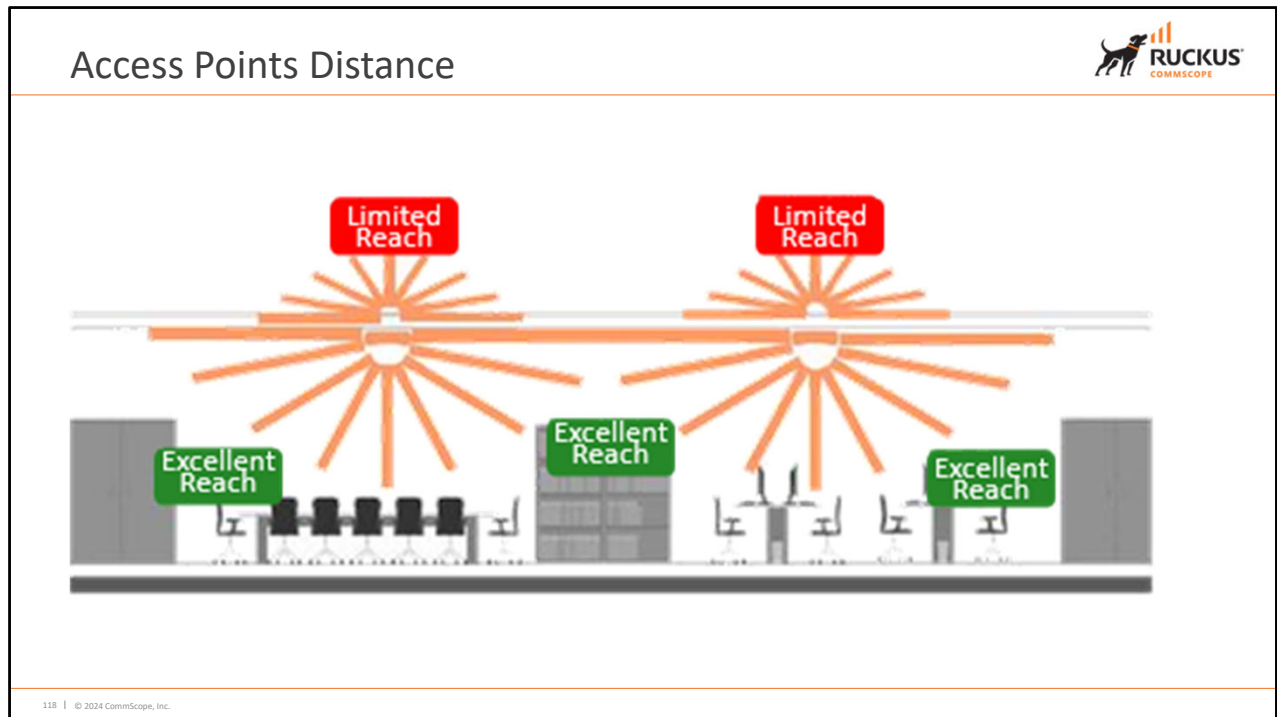 Access Points Distance
RUCKUS®
COMMSCOPE
Limited
Reach
Limited
Reach
Excellent
Reach
Excellent
Reach
Excellent
Reach
118 | © 2024 CommScope, Inc.